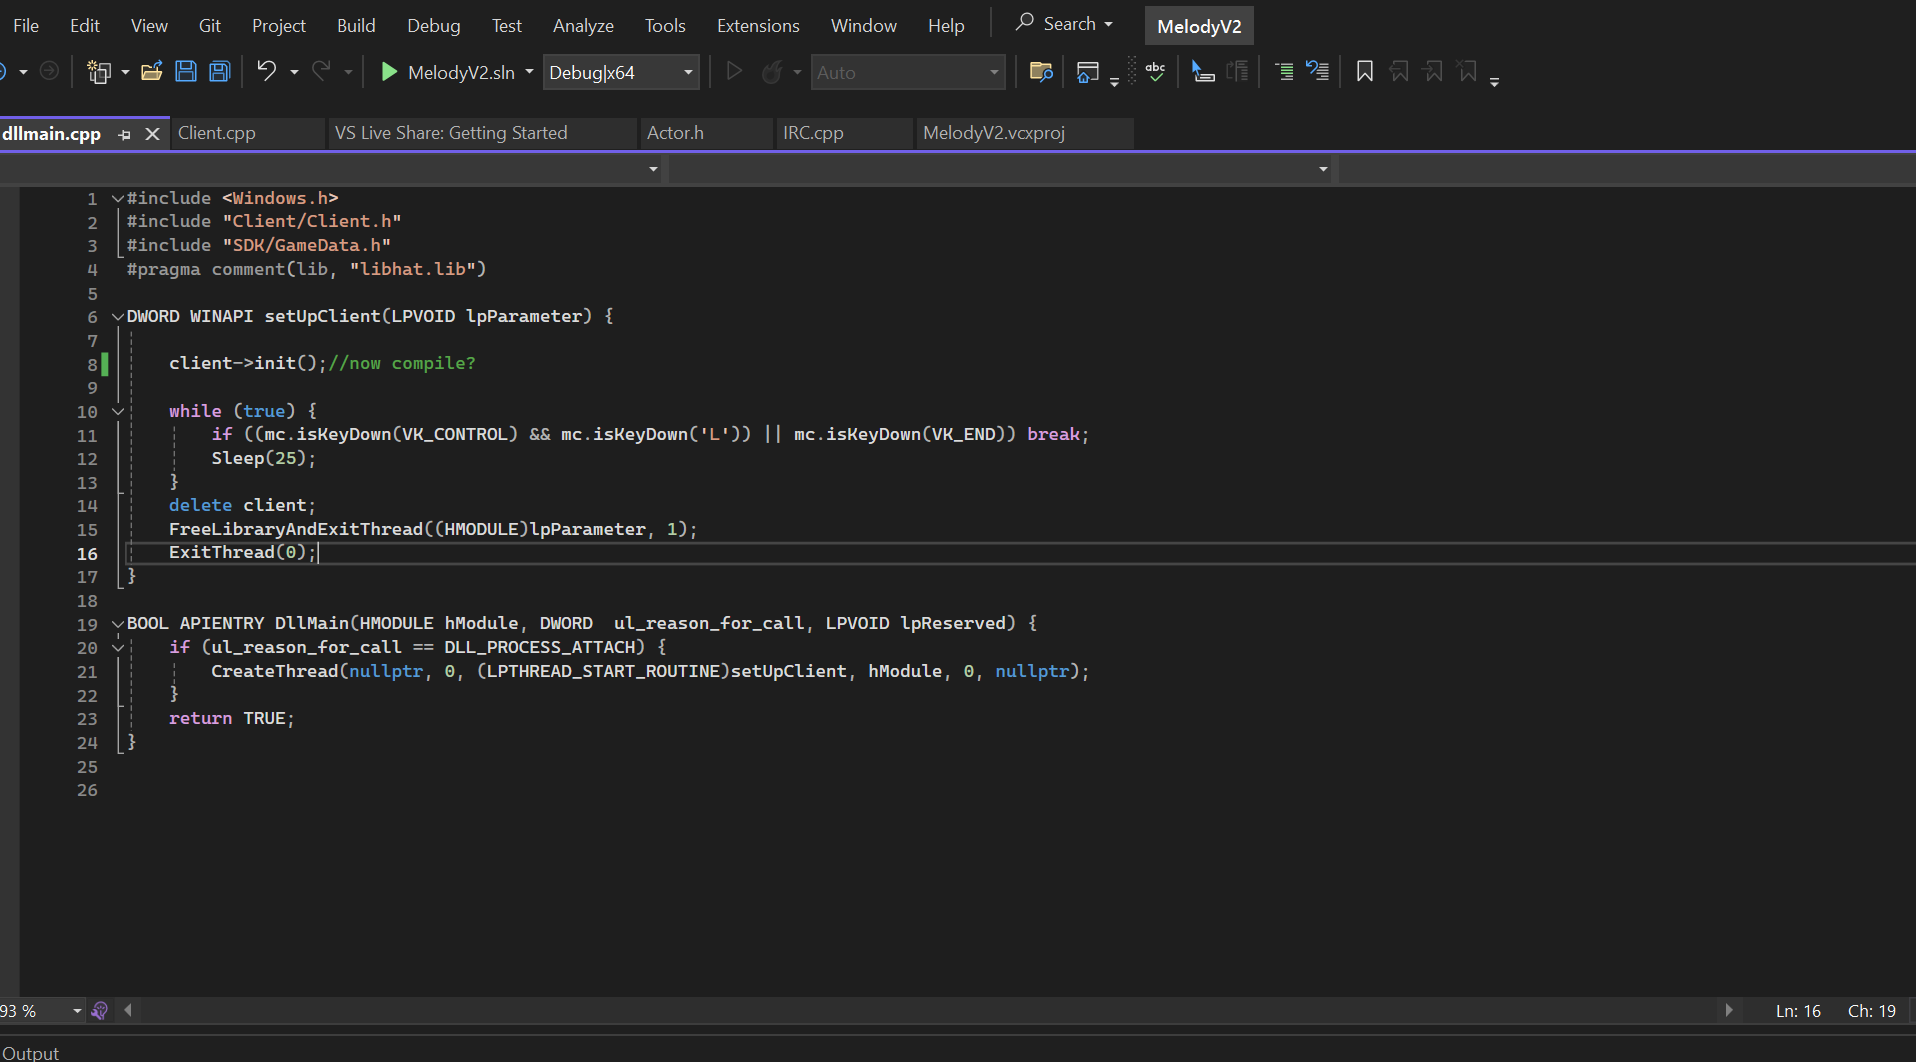 File Edit View Git Project Build Debug Test Analyze Tools Extensions Window Help Search MelodyV2
MelodyV2.sln Debug|x64 Auto abc
dllmain.cpp Client.cpp VS Live Share: Getting Started Actor.h IRC.cpp MelodyV2.vcxproj
1 #include <Windows.h>
2 #include "Client/Client.h"
3 #include "SDK/GameData.h"
4 #pragma comment(lib, "libhat.lib")
5
6 DWORD WINAPI setUpClient(LPVOID lpParameter) {
7
8     client->init();//now compile?
9
10     while (true) {
11         if ((mc.isKeyDown(VK_CONTROL) && mc.isKeyDown('L')) || mc.isKeyDown(VK_END)) break;
12         Sleep(25);
13     }
14     delete client;
15     FreeLibraryAndExitThread((HMODULE)lpParameter, 1);
16     ExitThread(0);
17 }
18
19 BOOL APIENTRY DllMain(HMODULE hModule, DWORD  ul_reason_for_call, LPVOID lpReserved) {
20     if (ul_reason_for_call == DLL_PROCESS_ATTACH) {
21         CreateThread(nullptr, 0, (LPTHREAD_START_ROUTINE)setUpClient, hModule, 0, nullptr);
22     }
23     return TRUE;
24 }
25
26
93 % Ln: 16 Ch: 19
Output